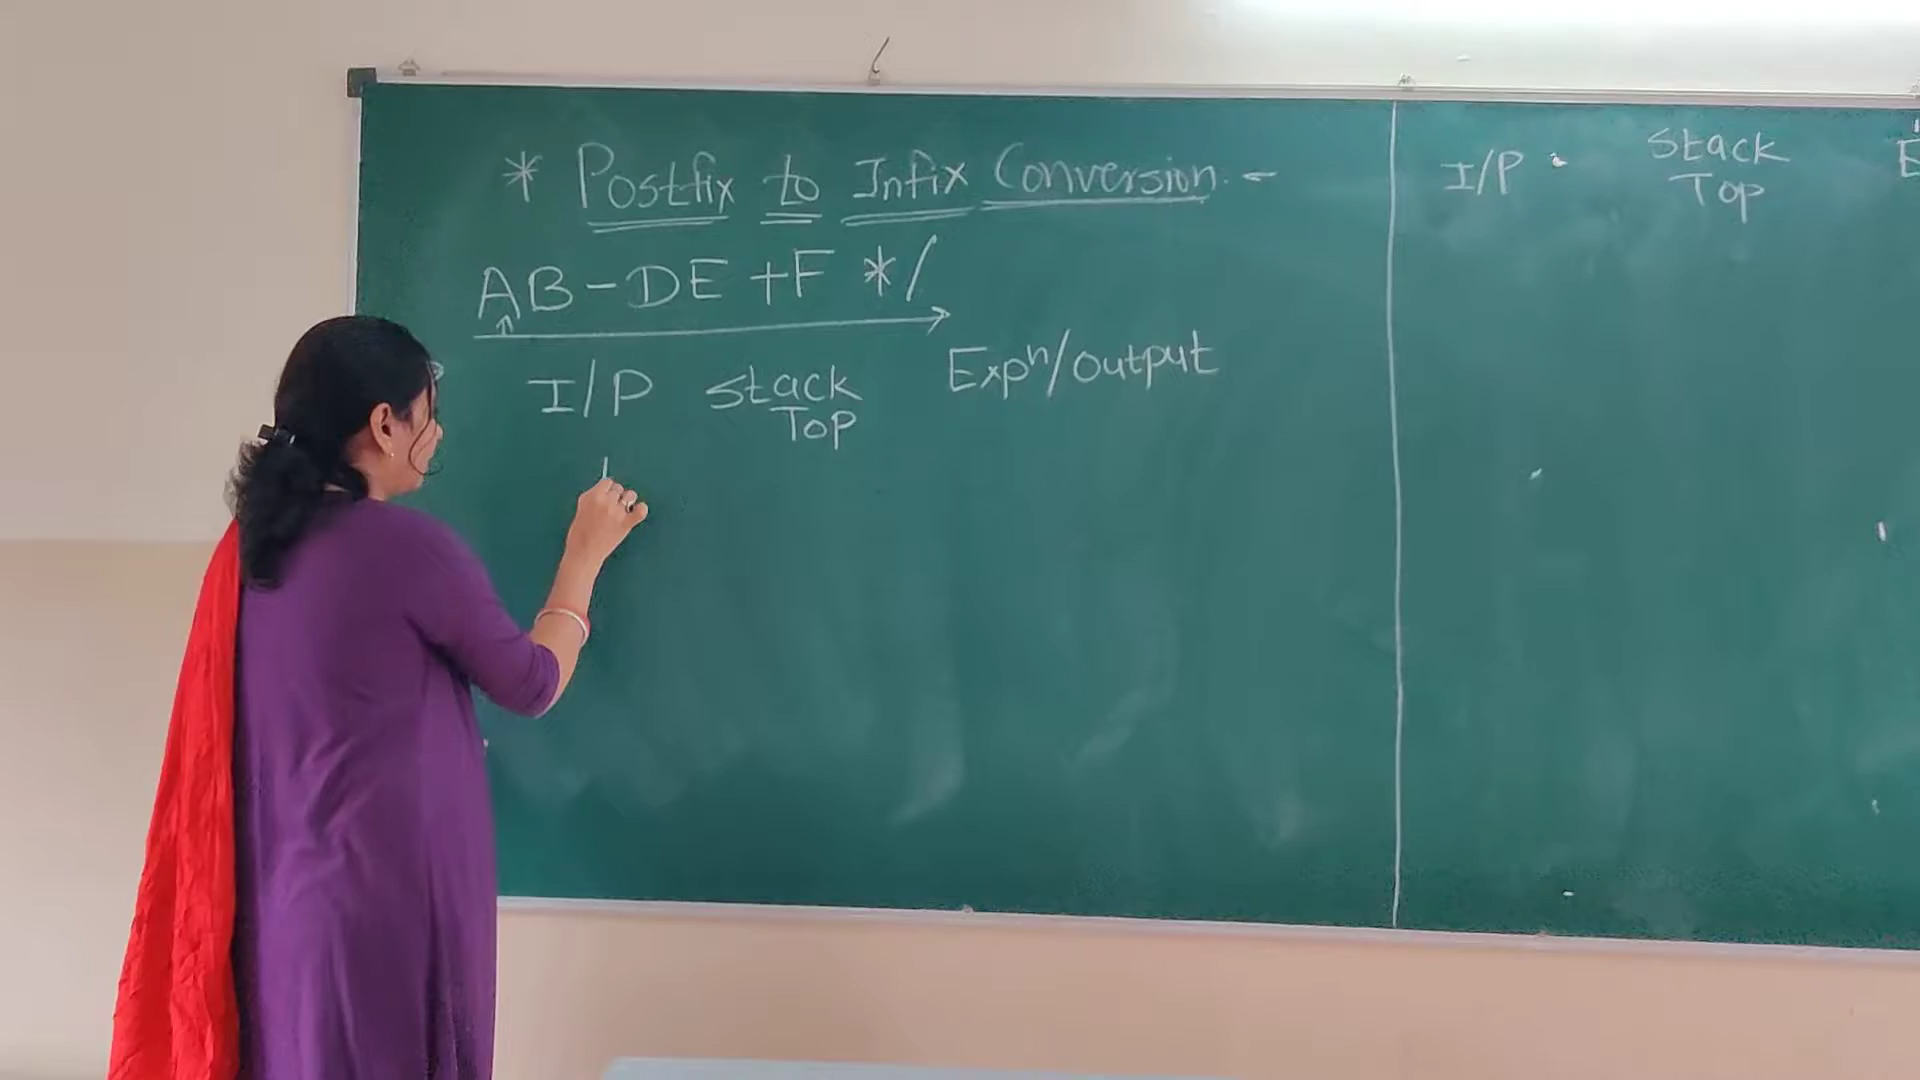 * Postfix to Infix Conversion. -
AB-DE+F*/
I/P Stack Top Expⁿ/output
I/P Stack Top E